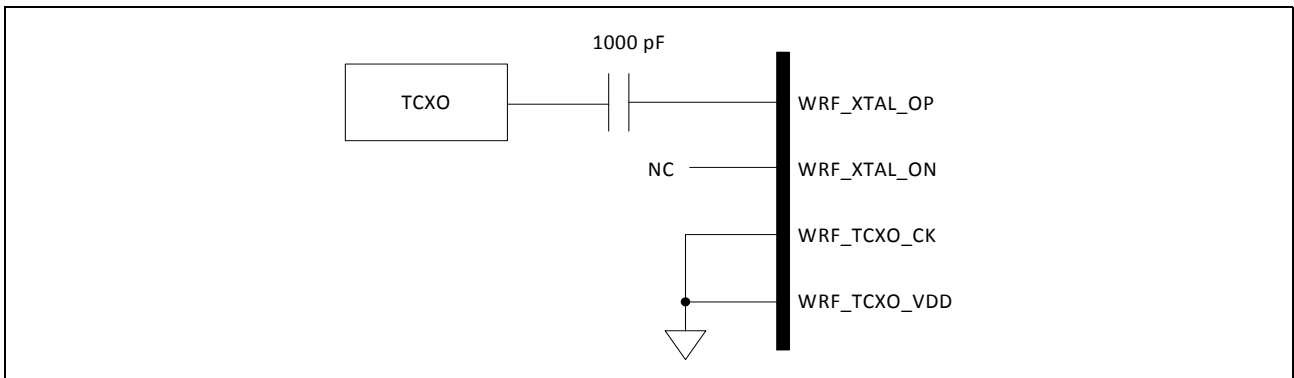 1000 pF
TCXO
WRF_XTAL_OP
NC
WRF_XTAL_ON
WRF_TCXO_CK
WRF_TCXO_VDD